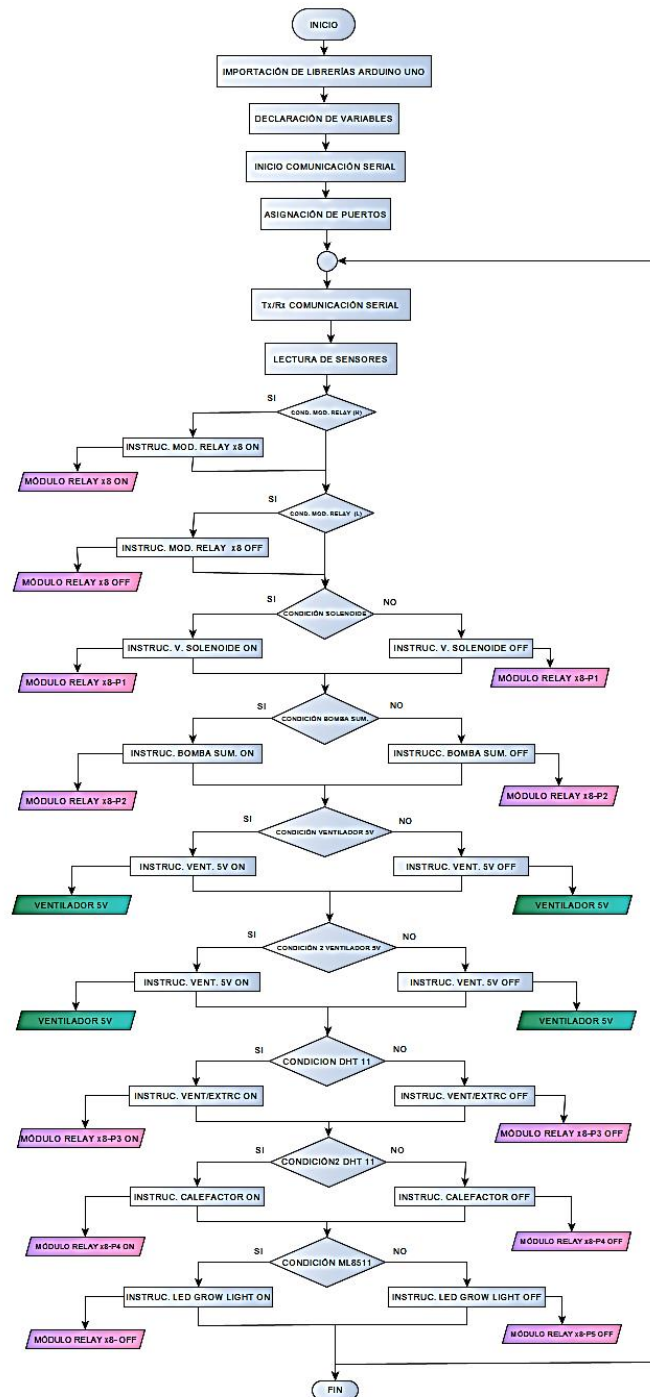 INICIO
IMPORTACIÓN DE LIBRERÍAS ARDUINO UNO
DECLARACIÓN DE VARIABLES
INICIO COMUNICACIÓN SERIAL
ASIGNACIÓN DE PUERTOS
Tx/Rx COMUNICACIÓN SERIAL
LECTURA DE SENSORES
SI
COND. MOD. RELAY (H)
INSTRUC. MOD. RELAY x8 ON
MÓDULO RELAY x8 ON
SI
COND. MOD. RELAY (L)
INSTRUC. MOD. RELAY x8 OFF
MÓDULO RELAY x8 OFF
SI
NO
CONDICIÓN SOLENOIDE
INSTRUC. V. SOLENOIDE ON
INSTRUC. V. SOLENOIDE OFF
MÓDULO RELAY x8-P1
MÓDULO RELAY x8-P1
SI
NO
CONDICIÓN BOMBA SUM.
INSTRUC. BOMBA SUM. ON
INSTRUCC. BOMBA SUM. OFF
MÓDULO RELAY x8-P2
MÓDULO RELAY x8-P2
SI
NO
CONDICIÓN VENTILADOR 5V
INSTRUC. VENT. 5V ON
INSTRUC. VENT. 5V OFF
VENTILADOR 5V
VENTILADOR 5V
SI
NO
CONDICIÓN 2 VENTILADOR 5V
INSTRUC. VENT. 5V ON
INSTRUC. VENT. 5V OFF
VENTILADOR 5V
VENTILADOR 5V
SI
NO
CONDICION DHT 11
INSTRUC. VENT/EXTRC ON
INSTRUC. VENT/EXTRC OFF
MÓDULO RELAY x8-P3 ON
MÓDULO RELAY x8-P3 OFF
SI
NO
CONDICIÓN2 DHT 11
INSTRUC. CALEFACTOR ON
INSTRUC. CALEFACTOR OFF
MÓDULO RELAY x8-P4 ON
MÓDULO RELAY x8-P4 OFF
SI
NO
CONDICIÓN ML8511
INSTRUC. LED GROW LIGHT ON
INSTRUC. LED GROW LIGHT OFF
MÓDULO RELAY x8- OFF
MÓDULO RELAY x8-P5 OFF
FIN